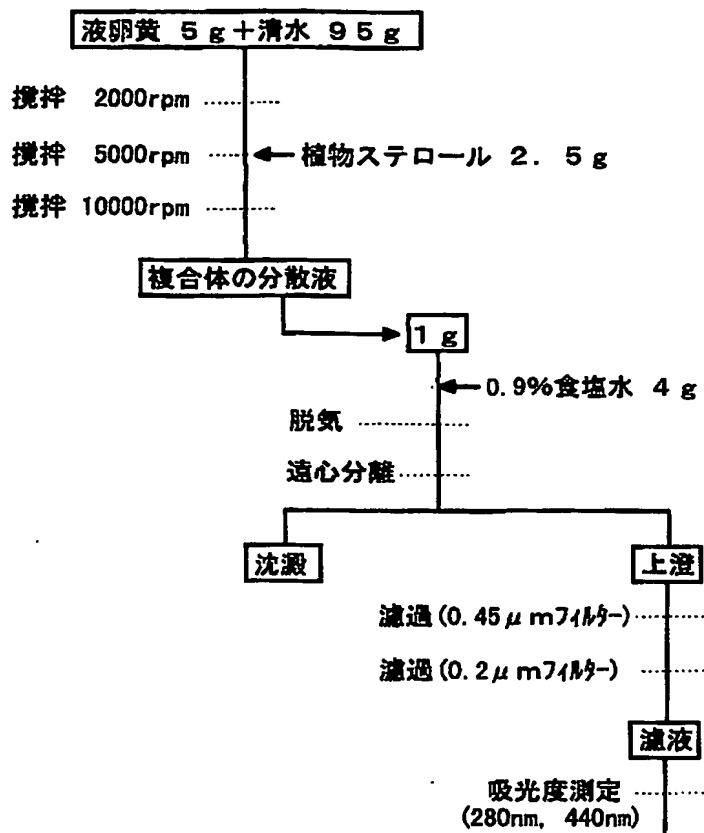 液卵黄 5g+清水 95g
攪拌 2000rpm
攪拌 5000rpm
植物ステロール 2.5g
攪拌 10000rpm
複合体の分散液
1g
0.9%食塩水 4g
脱気
遠心分離
沈澱
上澄
濾過(0.45μmフィルター)
濾過(0.2μmフィルター)
濾液
吸光度測定
(280nm, 440nm)